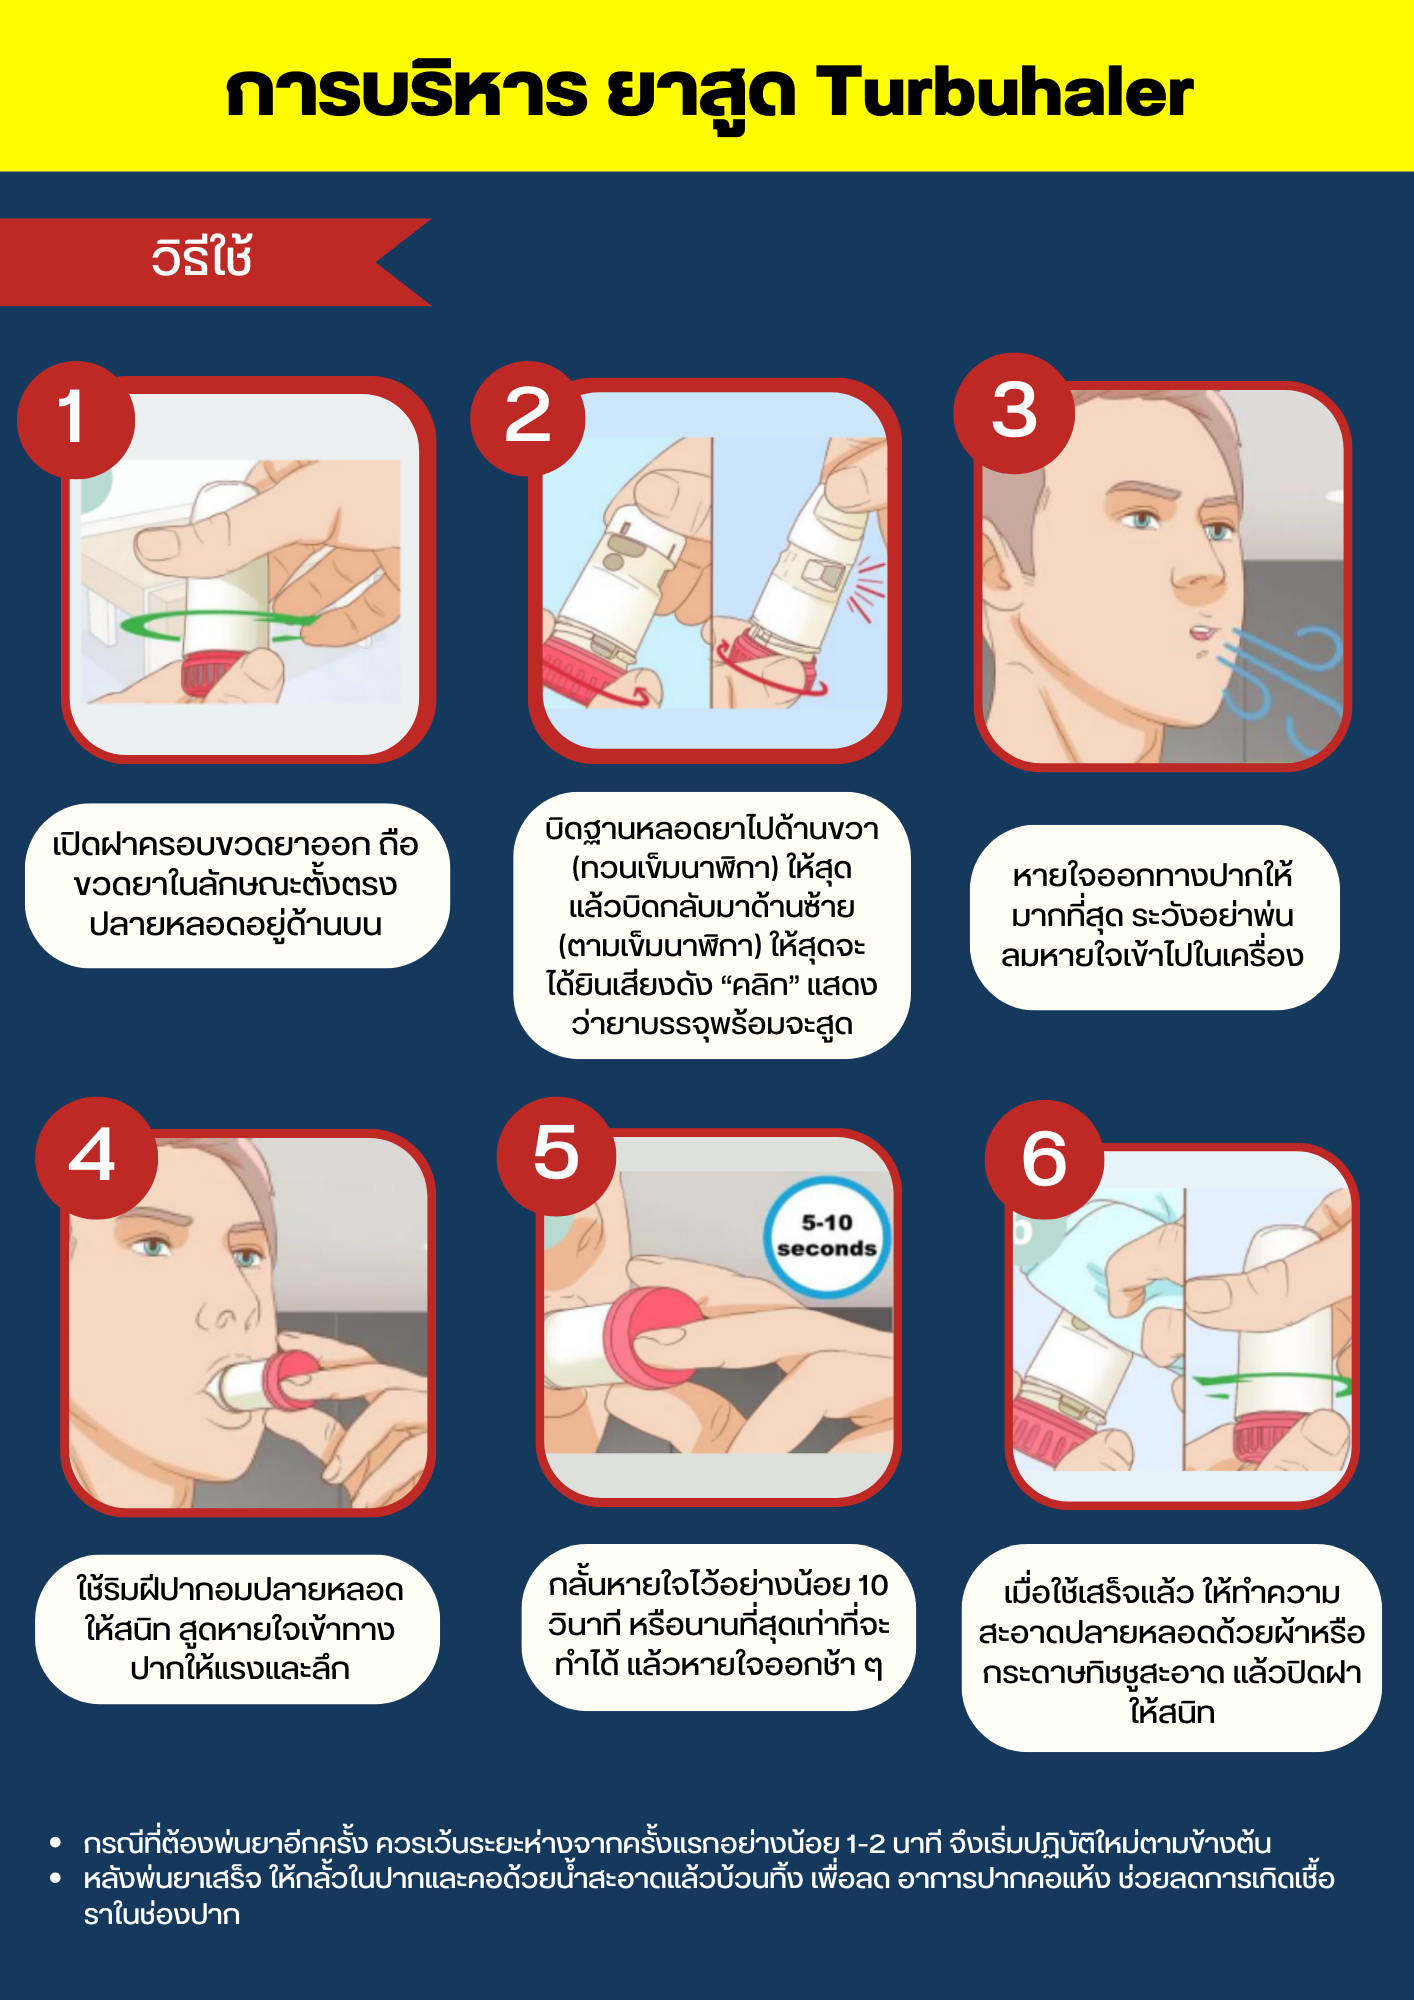 การบริหาร ยาสูด Turbuhaler
วิธีใช้
1
เปิดฝาครอบขวดยาออก ถือ
ขวดยาในลักษณะตั้งตรง
ปลายหลอดอยู่ด้านบน
2
บิดฐานหลอดยาไปด้านขวา
(ทวนเข็มนาฬิกา) ให้สุด
แล้วบิดกลับมาด้านซ้าย
(ตามเข็มนาฬิกา) ให้สุดจะ
ได้ยินเสียงดัง “คลิก” แสดง
ว่ายาบรรจุพร้อมจะสูด
3
หายใจออกทางปากให้
มากที่สุด ระวังอย่าพ่น
ลมหายใจเข้าไปในเครื่อง
4
ใช้ริมฝีปากอมปลายหลอด
ให้สนิท สูดหายใจเข้าทาง
ปากให้แรงและลึก
5
5-10
seconds
กลั้นหายใจไว้อย่างน้อย 10
วินาที หรือนานที่สุดเท่าที่จะ
ทำได้ แล้วหายใจออกช้า ๆ
6
เมื่อใช้เสร็จแล้ว ให้ทำความ
สะอาดปลายหลอดด้วยผ้าหรือ
กระดาษทิชชูสะอาด แล้วปิดฝา
ให้สนิท
• กรณีที่ต้องพ่นยาอีกครั้ง ควรเว้นระยะห่างจากครั้งแรกอย่างน้อย 1-2 นาที จึงเริ่มปฏิบัติใหม่ตามข้างต้น
• หลังพ่นยาเสร็จ ให้กลั้วในปากและคอด้วยน้ำสะอาดแล้วบ้วนทิ้ง เพื่อลด อาการปากคอแห้ง ช่วยลดการเกิดเชื้อ
ราในช่องปาก